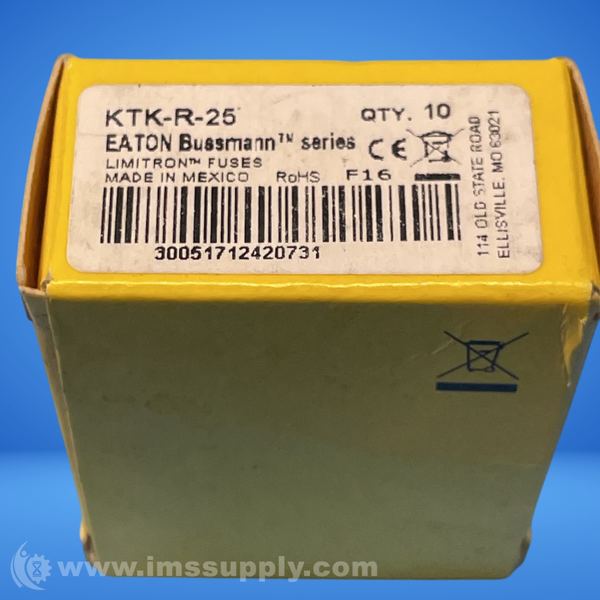 KTK-R-25
QTY. 10
EATON Bussmann™ series
CE
LIMITRON™ FUSES
MADE IN MEXICO RoHS F16
30051712420731
114 OLD STATE ROAD
ELLISVILLE, MO 63021
www.imssupply.com